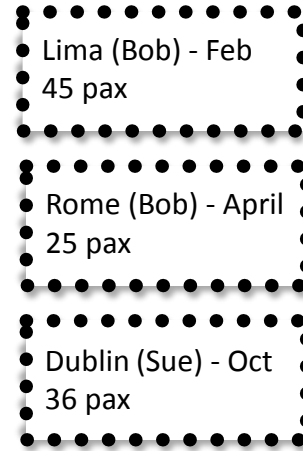 Lima (Bob) - Feb
45 pax
Rome (Bob) - April
25 pax
Dublin (Sue) - Oct
36 pax